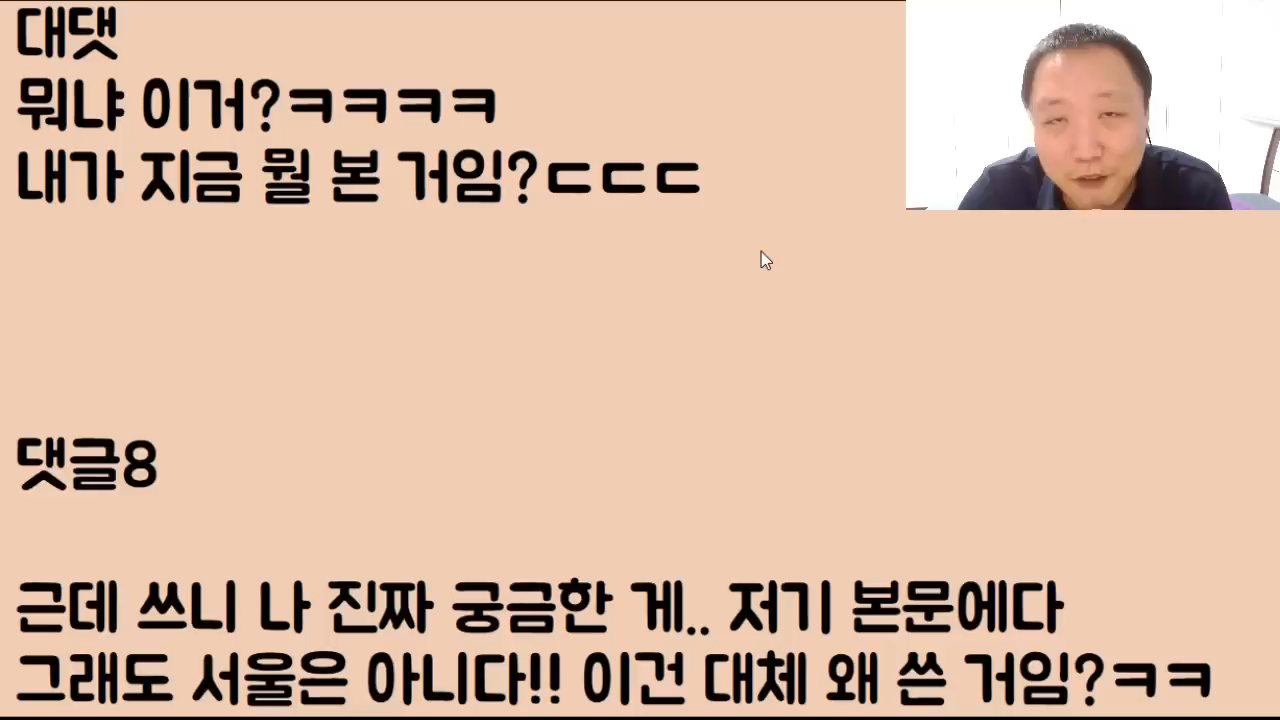 대댓
뭐냐 이거?ㅋㅋㅋㅋ
내가 지금 뭘 본 거임?ㄷㄷㄷ
댓글8
근데 쓰니 나 진짜 궁금한 게.. 저기 본문에다
그래도 서울은 아니다!! 이건 대체 왜 쓴 거임?ㅋㅋ